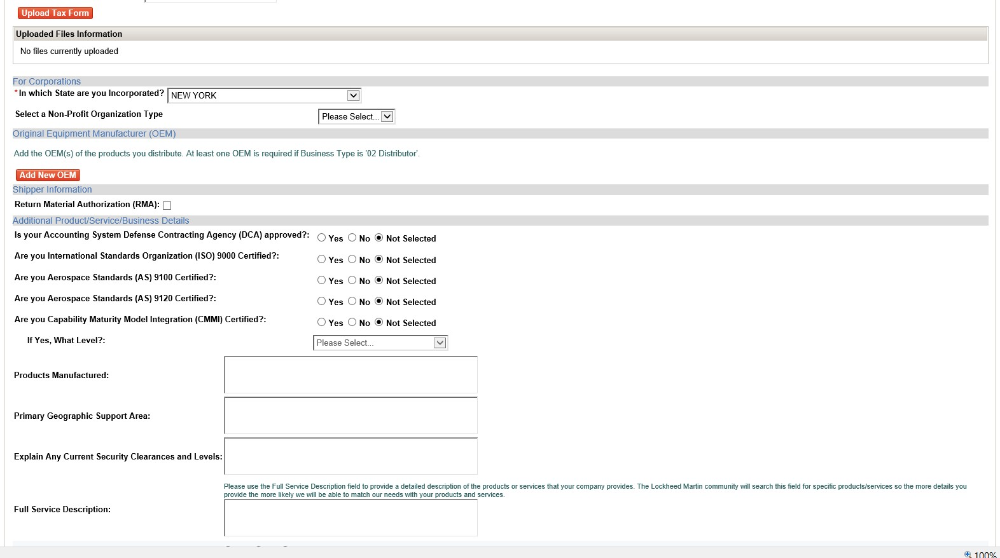 Upload Tax Form
Uploaded Files Information
No files currently uploaded
For Corporations
*In which State are you Incorporated? NEW YORK
Select a Non-Profit Organization Type Please Select...
Original Equipment Manufacturer (OEM)
Add the OEM(s) of the products you distribute. At least one OEM is required if Business Type is '02 Distributor'.
Add New OEM
Shipper Information
Return Material Authorization (RMA):
Additional Product/Service/Business Details
Is your Accounting System Defense Contracting Agency (DCA) approved?: Yes No Not Selected
Are you International Standards Organization (ISO) 9000 Certified?: Yes No Not Selected
Are you Aerospace Standards (AS) 9100 Certified?: Yes No Not Selected
Are you Aerospace Standards (AS) 9120 Certified?: Yes No Not Selected
Are you Capability Maturity Model Integration (CMMI) Certified?: Yes No Not Selected
If Yes, What Level?: Please Select...
Products Manufactured:
Primary Geographic Support Area:
Explain Any Current Security Clearances and Levels:
Please use the Full Service Description field to provide a detailed description of the products or services that your company provides. The Lockheed Martin community will search this field for specific products/services so the more details you
provide the more likely we will be able to match our needs with your products and services.
Full Service Description:
100%